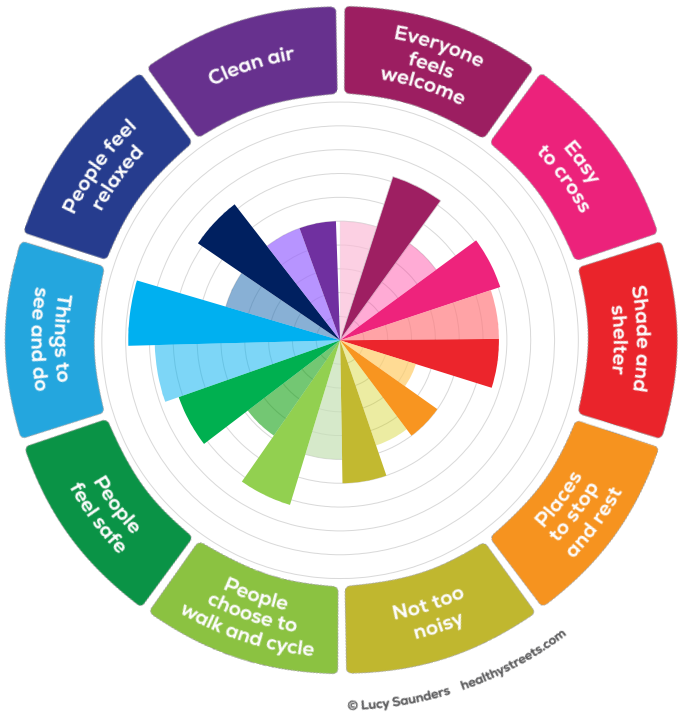 Everyone
feels
welcome
Easy
to cross
Shade and
shelter
Places
to stop
and rest
Not too
noisy
People
choose to
walk and cycle
People
feel safe
Things to
see and do
People feel
relaxed
Clean air
© Lucy Saunders healthystreets.com